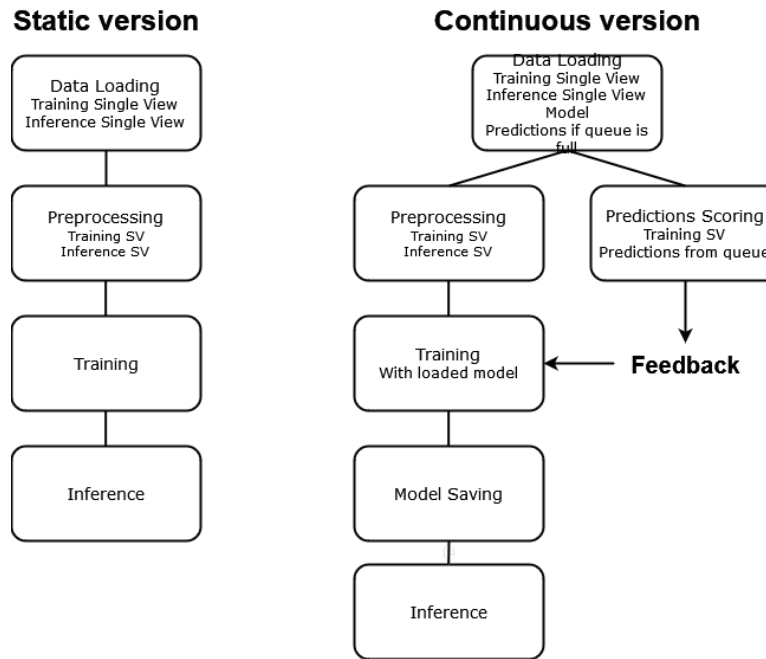 Static version
Data Loading
Training Single View
Inference Single View
Preprocessing
Training SV
Inference SV
Training
Inference
Continuous version
Data Loading
Training Single View
Inference Single View
Model
Predictions if queue is
full
Preprocessing
Training SV
Inference SV
Predictions Scoring
Training SV
Predictions from queue
Training
With loaded model
Feedback
Model Saving
Inference